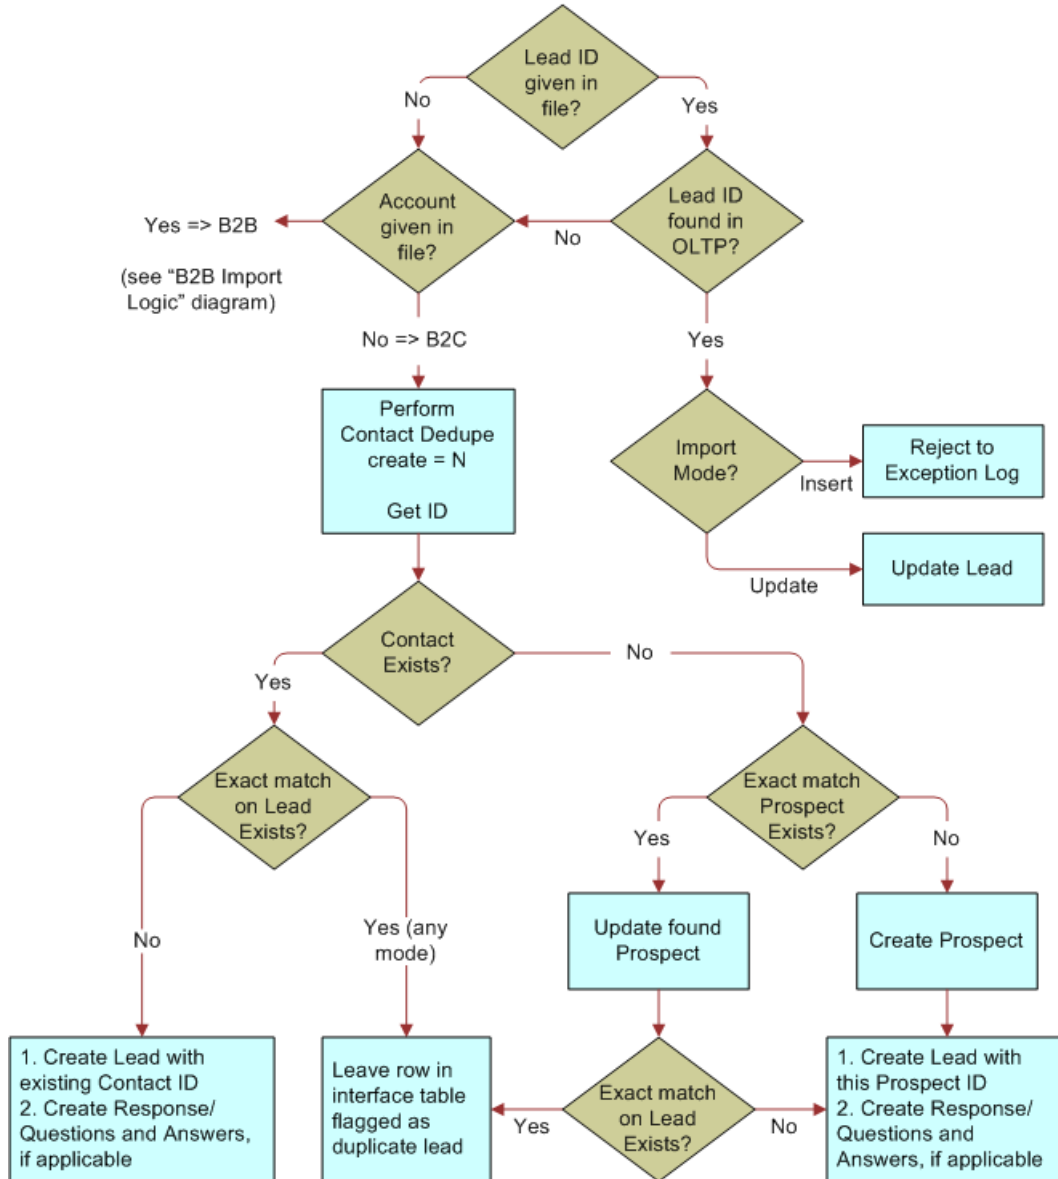 Lead ID
given in
file?
No
Yes
Account
given in
file?
Lead ID
found in
OLTP?
Yes => B2B
No
(see “B2B Import
Logic” diagram)
No => B2C
Yes
Perform
Contact Dedupe
create = N
Get ID
Import
Mode?
Insert
Reject to
Exception Log
Update
Update Lead
Contact
Exists?
Yes
No
Exact match
on Lead
Exists?
Exact match
Prospect
Exists?
Yes
No
No
Yes (any
mode)
Update found
Prospect
Create Prospect
1. Create Lead with
existing Contact ID
2. Create Response/
Questions and Answers,
if applicable
Leave row in
interface table
flagged as
duplicate lead
Yes
Exact match
on Lead
Exists?
No
1. Create Lead with
this Prospect ID
2. Create Response/
Questions and
Answers, if applicable